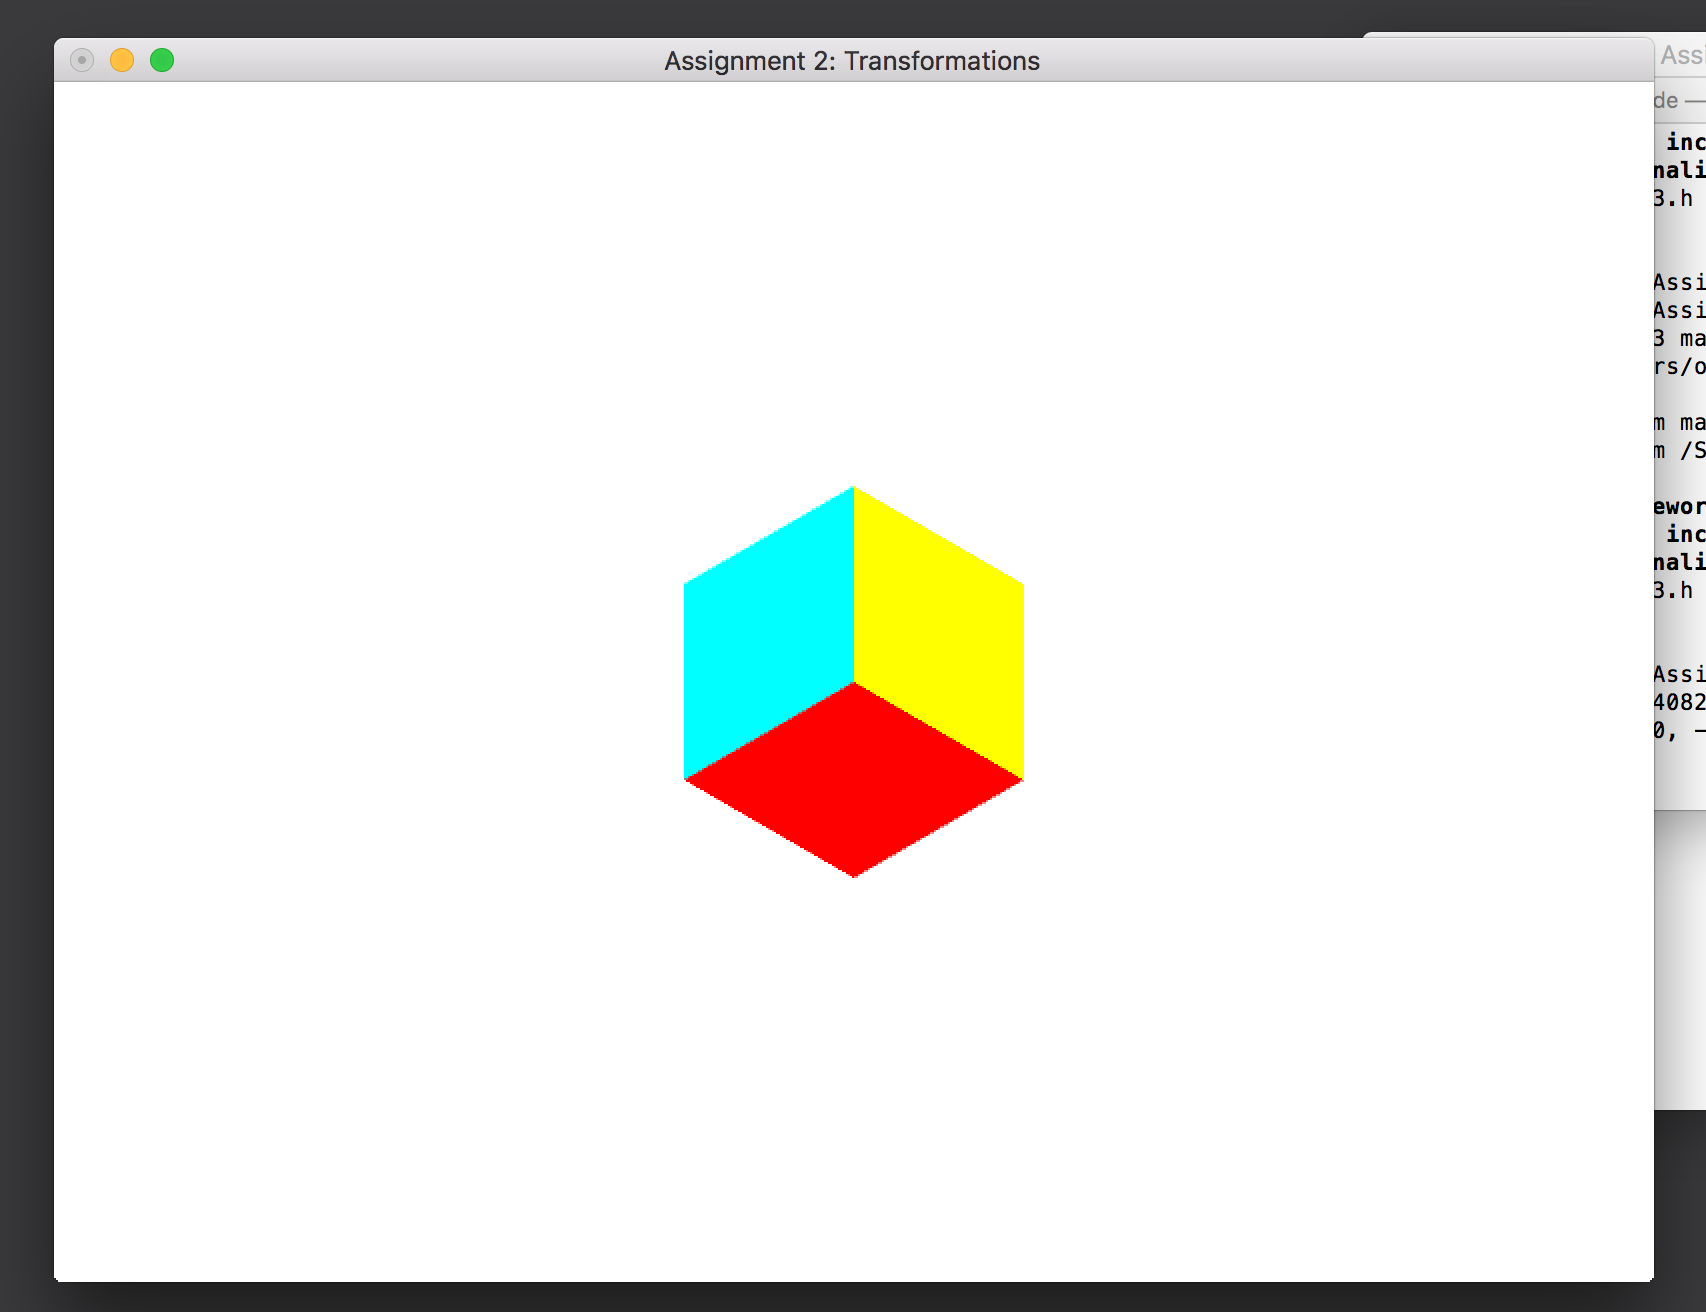 Assignment 2: Transformations
Assi
de —
inc
nali
3.h
Assi
Assi
3 ma
rs/o
m ma
m /S
ewor
inc
nali
3.h
Assi
4082
0, –